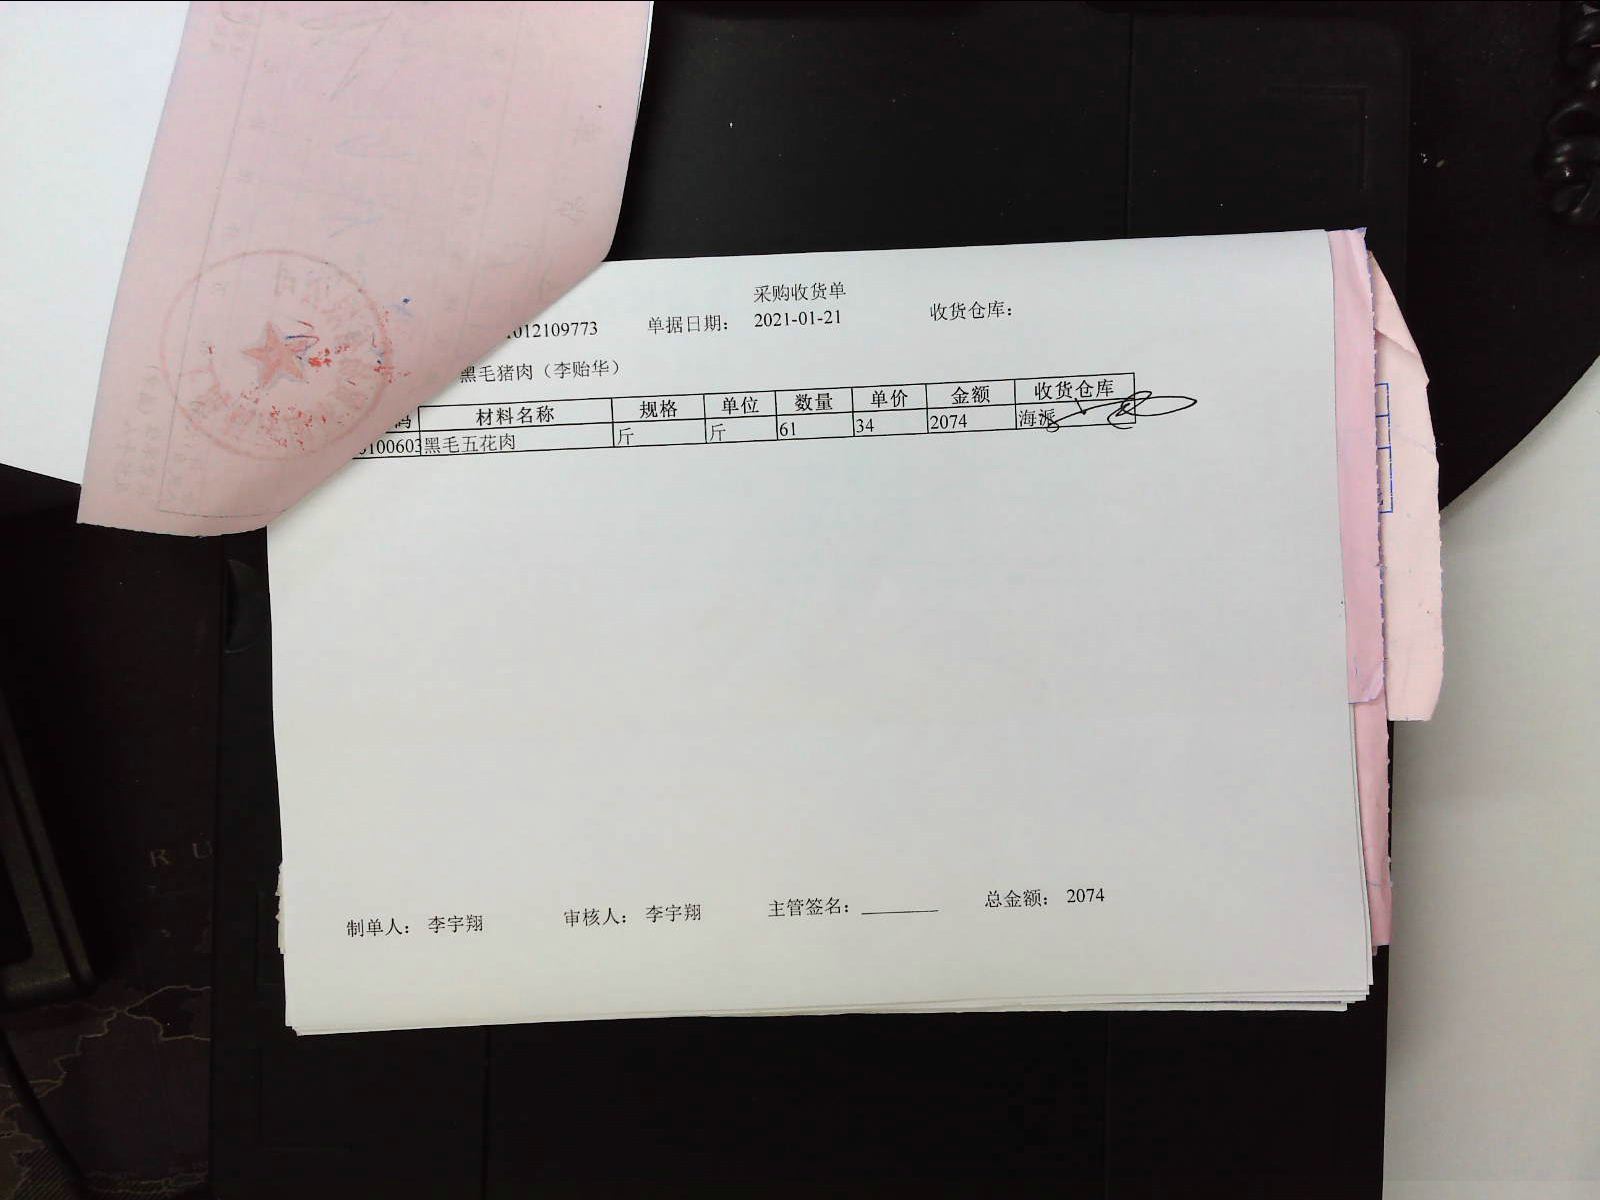 采购收货单
012109773 单据日期: 2021-01-21 收货仓库:
黑毛猪肉（李贻华）
码 材料名称 规格 单位 数量 单价 金额 收货仓库
100603 黑毛五花肉 斤 斤 61 34 2074 海派
制单人: 李宇翔 审核人: 李宇翔 主管签名: 总金额: 2074
R U